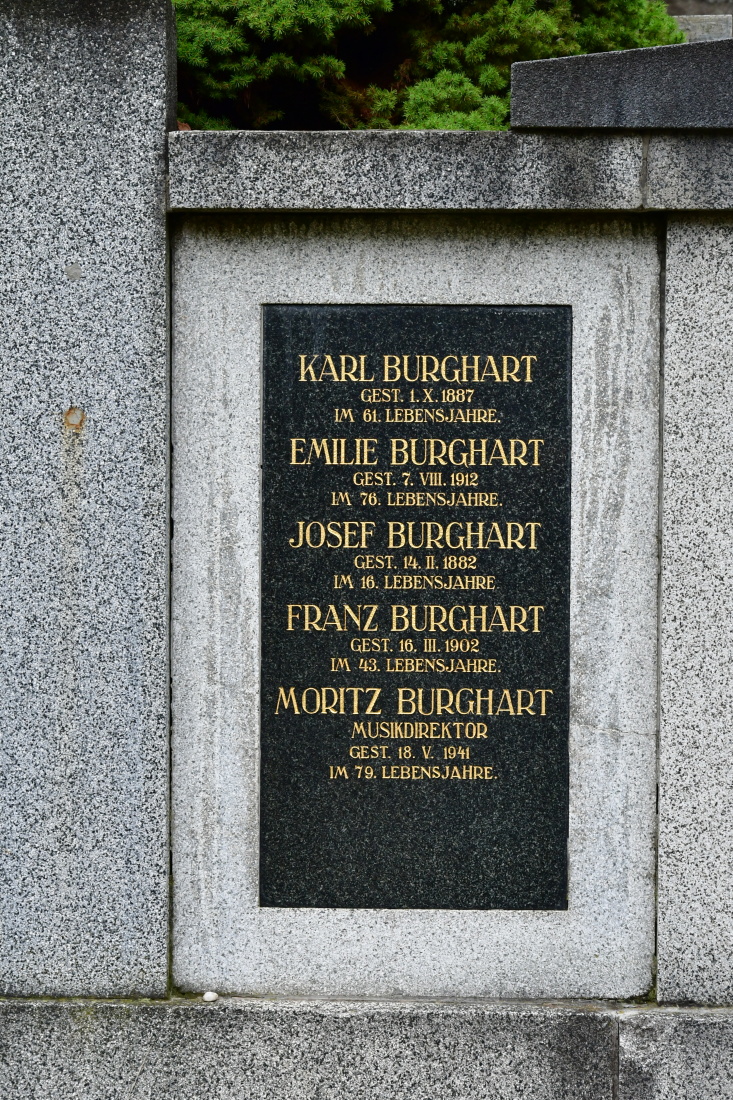 KARL BURGHART
GEST. 1. X. 1887
IM 61. LEBENSJAHRE.
EMILIE BURGHART
GEST. 7. VIII. 1912
IM 76. LEBENSJAHRE.
JOSEF BURGHART
GEST. 14. II. 1882
IM 16. LEBENSJAHRE
FRANZ BURGHART
GEST. 16. III. 1902
IM 43. LEBENSJAHRE.
MORITZ BURGHART
MUSIKDIREKTOR
GEST. 18. V. 1941
IM 79. LEBENSJAHRE.